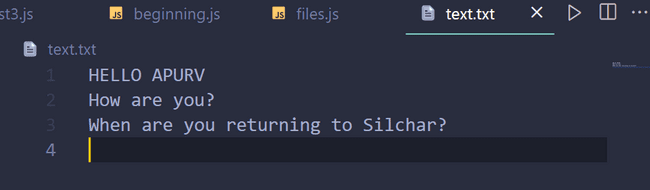 st3.js beginning.js files.js text.txt
text.txt
1 HELLO APURV
2 How are you?
3 When are you returning to Silchar?
4